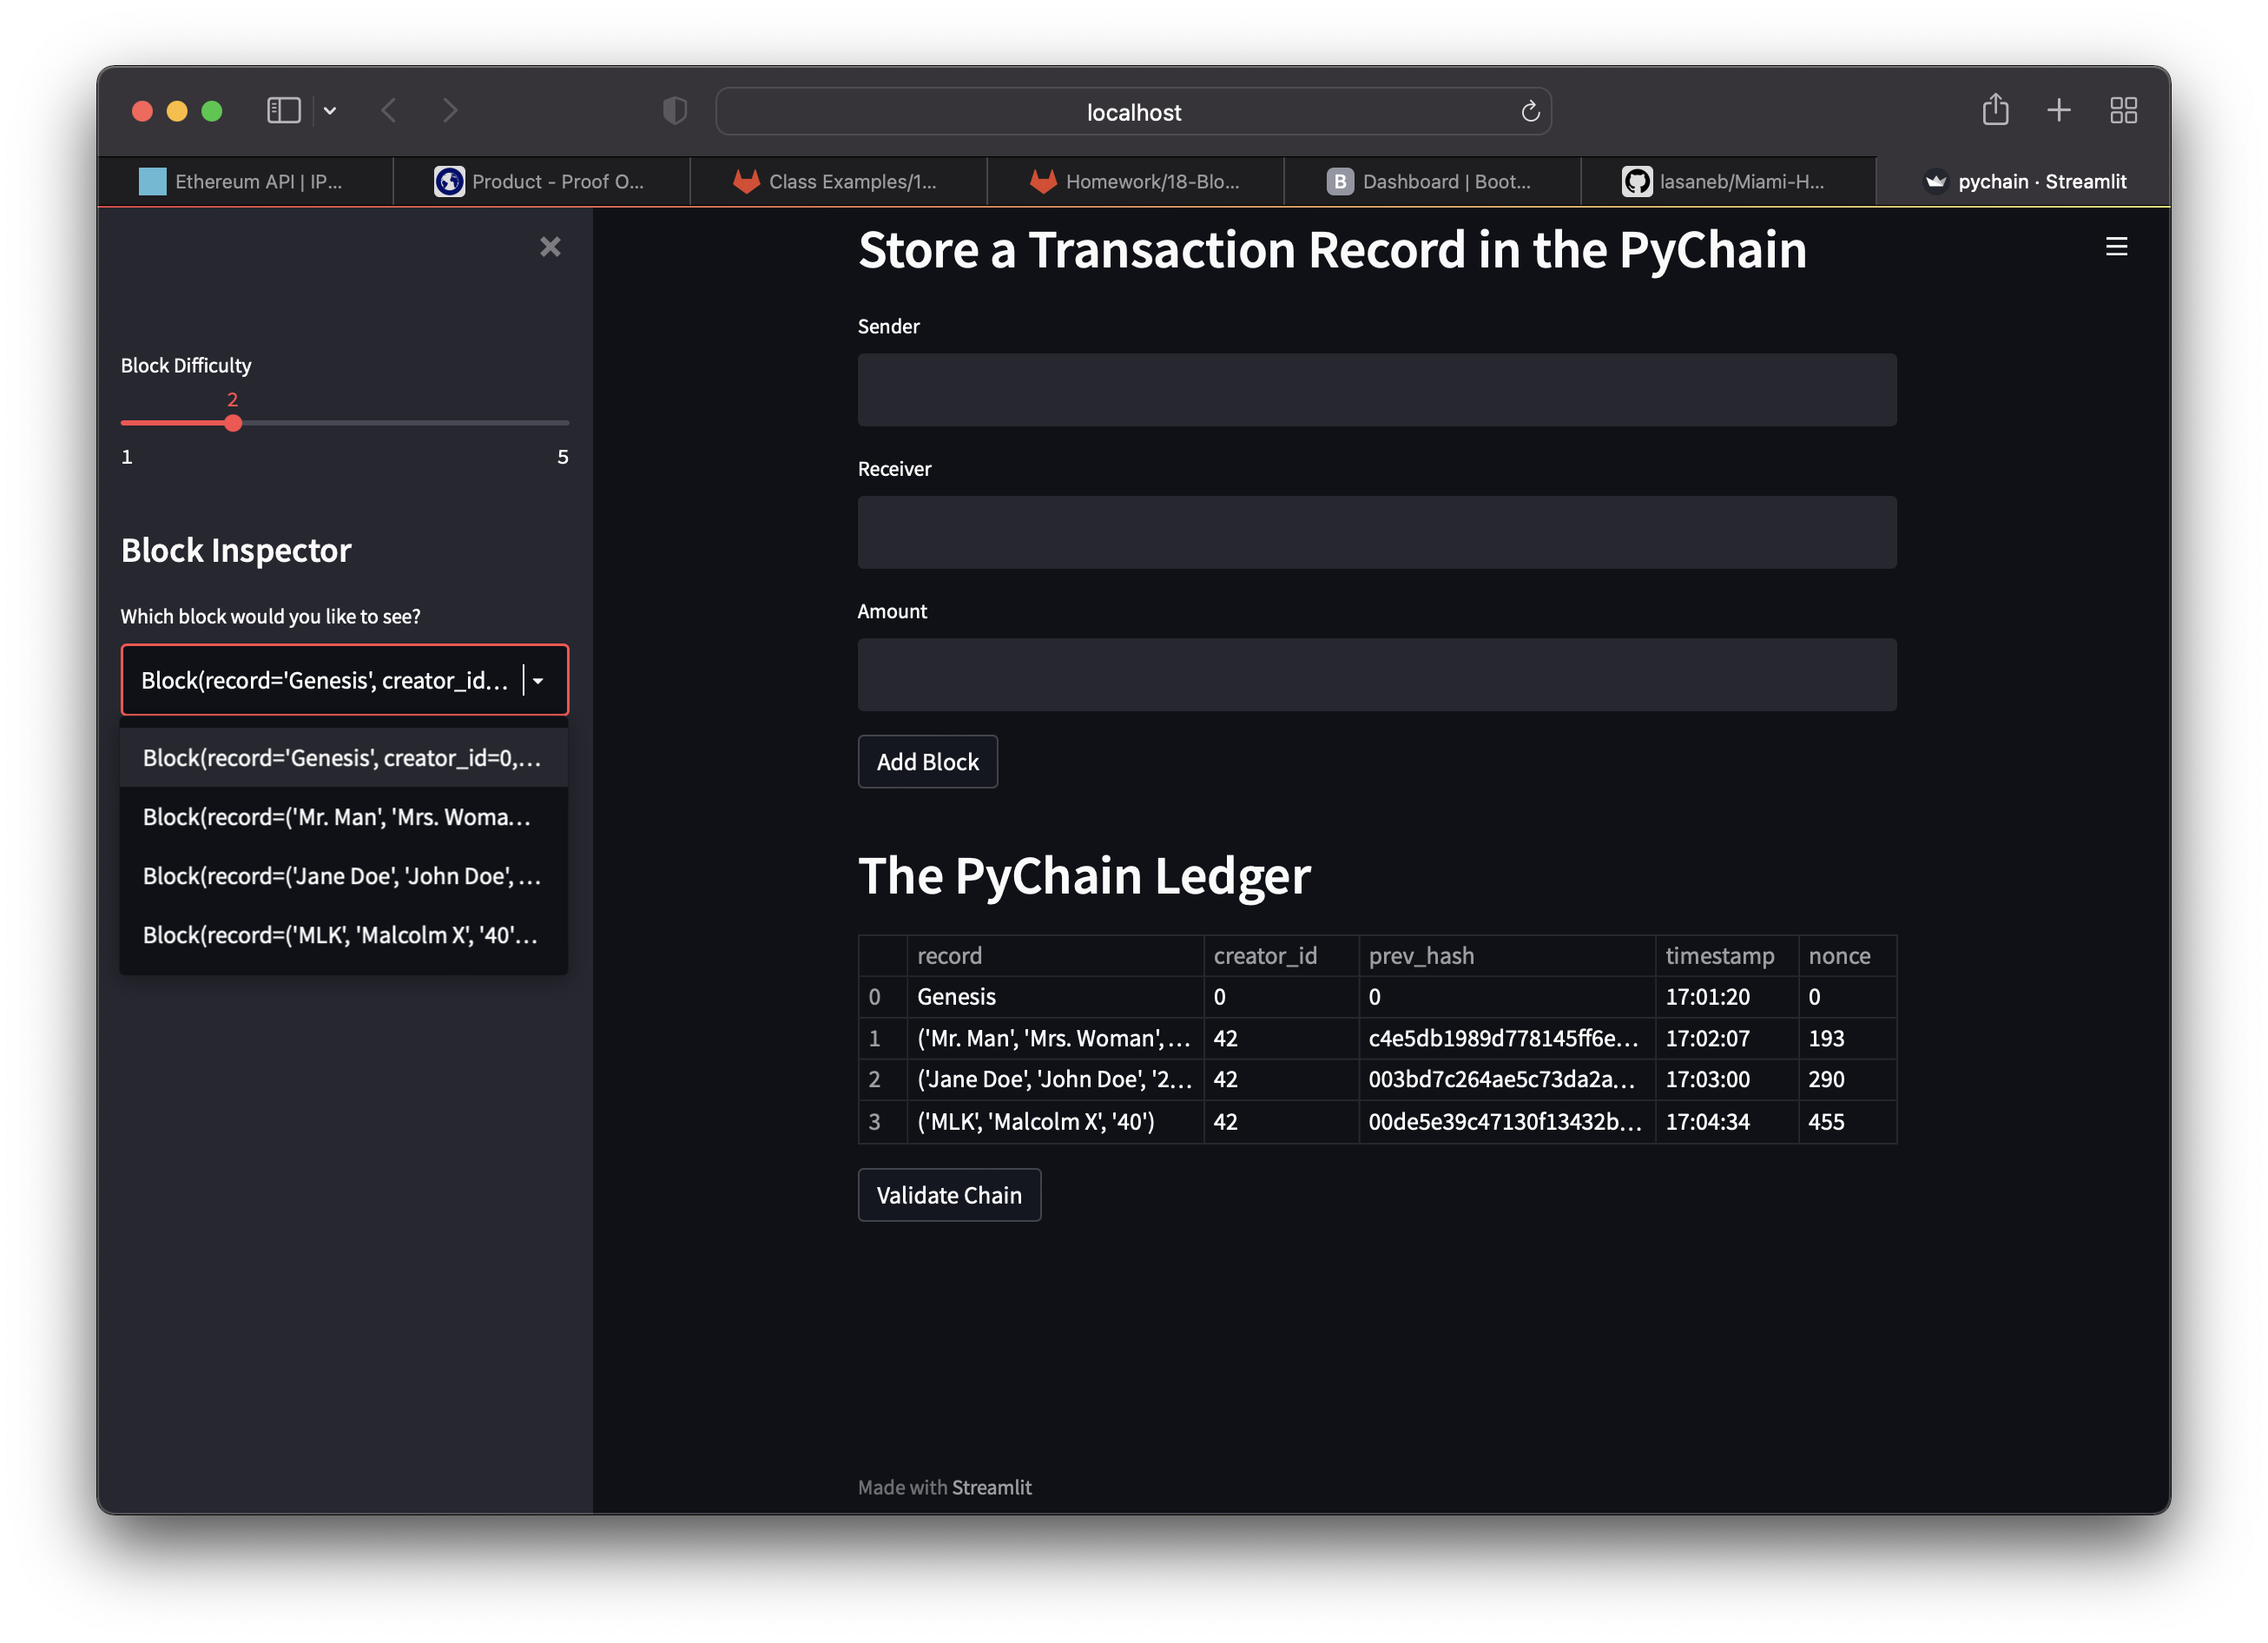 localhost
Ethereum API | IP...
Product - Proof O...
Class Examples/1...
Homework/18-Blo...
B Dashboard | Boot...
lasaneb/Miami-H...
pychain · Streamlit
Block Difficulty
2
1 5
Block Inspector
Which block would you like to see?
Block(record='Genesis', creator_id...
Block(record='Genesis', creator_id=0,...
Block(record=('Mr. Man', 'Mrs. Woma...
Block(record=('Jane Doe', 'John Doe', ...
Block(record=('MLK', 'Malcolm X', '40'...
Store a Transaction Record in the PyChain
Sender
Receiver
Amount
Add Block
The PyChain Ledger
record creator_id prev_hash timestamp nonce
0 Genesis 0 0 17:01:20 0
1 ('Mr. Man', 'Mrs. Woman', ... 42 c4e5db1989d778145ff6e... 17:02:07 193
2 ('Jane Doe', 'John Doe', '2... 42 003bd7c264ae5c73da2a... 17:03:00 290
3 ('MLK', 'Malcolm X', '40') 42 00de5e39c47130f13432b... 17:04:34 455
Validate Chain
Made with Streamlit